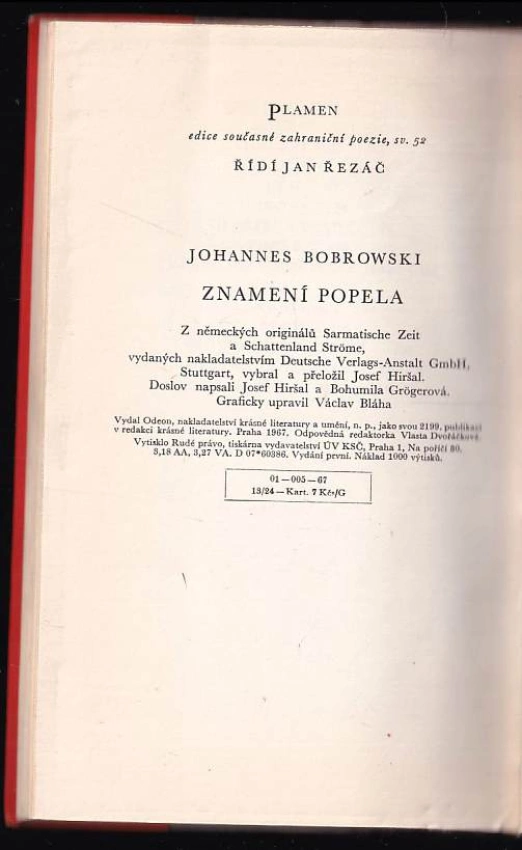 PLAMEN
edice současné zahraniční poezie, sv. 52
ŘÍDÍ JAN ŘEZÁČ
JOHANNES BOBROWSKI
ZNAMENÍ POPELA
Z německých originálů Sarmatische Zeit
a Schattenland Ströme,
vydaných nakladatelstvím Deutsche Verlags-Anstalt GmbH,
Stuttgart, vybral a přeložil Josef Hiršal.
Doslov napsali Josef Hiršal a Bohumila Grögerová.
Graficky upravil Václav Bláha
Vydal Odeon, nakladatelství krásné literatury a umění, n. p., jako svou 2199. publikaci
v redakci krásné literatury. Praha 1967. Odpovědná redaktorka Vlasta Dvořáčková
Vytisklo Rudé právo, tiskárna vydavatelství ÚV KSČ, Praha 1, Na poříčí 30.
3,18 AA, 3,27 VA. D 07*60386. Vydání první. Náklad 1000 výtisků.
01—005—67
13/24—Kart. 7 Kčs/G